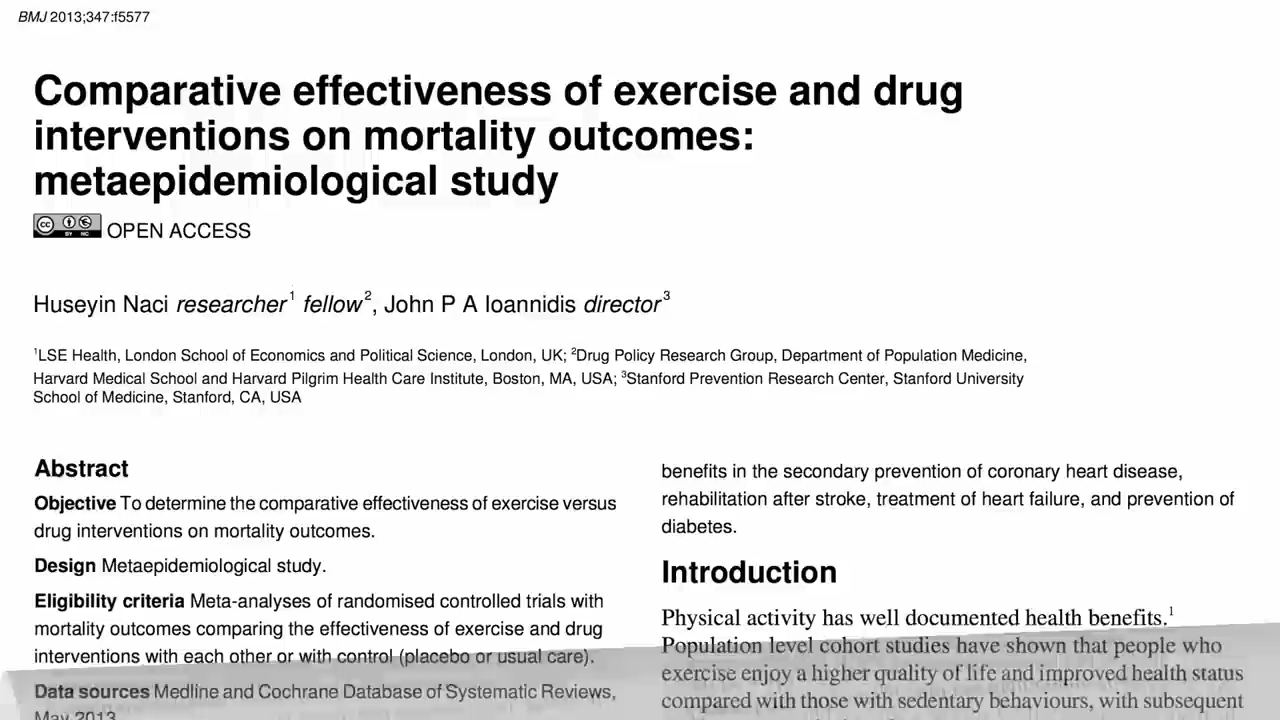 BMJ 2013;347:f5577
Comparative effectiveness of exercise and drug
interventions on mortality outcomes:
metaepidemiological study
cc BY NC OPEN ACCESS
Huseyin Naci researcher1 fellow2, John P A Ioannidis director3
1LSE Health, London School of Economics and Political Science, London, UK; 2Drug Policy Research Group, Department of Population Medicine,
Harvard Medical School and Harvard Pilgrim Health Care Institute, Boston, MA, USA; 3Stanford Prevention Research Center, Stanford University
School of Medicine, Stanford, CA, USA
Abstract
Objective To determine the comparative effectiveness of exercise versus
drug interventions on mortality outcomes.
Design Metaepidemiological study.
Eligibility criteria Meta-analyses of randomised controlled trials with
mortality outcomes comparing the effectiveness of exercise and drug
interventions with each other or with control (placebo or usual care).
Data sources Medline and Cochrane Database of Systematic Reviews,
May 2013
benefits in the secondary prevention of coronary heart disease,
rehabilitation after stroke, treatment of heart failure, and prevention of
diabetes.
Introduction
Physical activity has well documented health benefits.1
Population level cohort studies have shown that people who
exercise enjoy a higher quality of life and improved health status
compared with those with sedentary behaviours, with subsequent